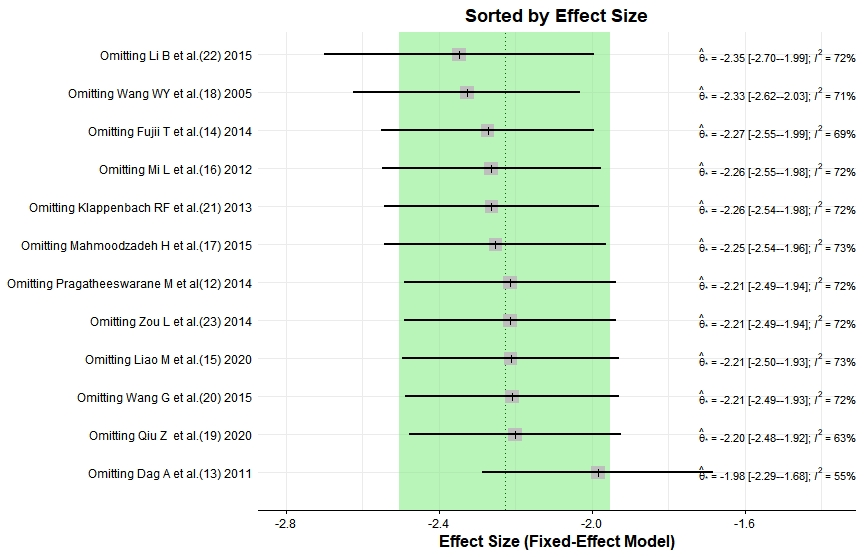 Sorted by Effect Size
Omitting Li B et al.(22) 2015 θ̂* = -2.35 [-2.70--1.99]; I² = 72%
Omitting Wang WY et al.(18) 2005 θ̂* = -2.33 [-2.62--2.03]; I² = 71%
Omitting Fujii T et al.(14) 2014 θ̂* = -2.27 [-2.55--1.99]; I² = 69%
Omitting Mi L et al.(16) 2012 θ̂* = -2.26 [-2.55--1.98]; I² = 72%
Omitting Klappenbach RF et al.(21) 2013 θ̂* = -2.26 [-2.54--1.98]; I² = 72%
Omitting Mahmoodzadeh H et al.(17) 2015 θ̂* = -2.25 [-2.54--1.96]; I² = 73%
Omitting Pragatheeswarane M et al(12) 2014 θ̂* = -2.21 [-2.49--1.94]; I² = 72%
Omitting Zou L et al.(23) 2014 θ̂* = -2.21 [-2.49--1.94]; I² = 72%
Omitting Liao M et al.(15) 2020 θ̂* = -2.21 [-2.50--1.93]; I² = 73%
Omitting Wang G et al.(20) 2015 θ̂* = -2.21 [-2.49--1.93]; I² = 72%
Omitting Qiu Z  et al.(19) 2020 θ̂* = -2.20 [-2.48--1.92]; I² = 63%
Omitting Dag A et al.(13) 2011 θ̂* = -1.98 [-2.29--1.68]; I² = 55%
-2.8 -2.4 -2.0 -1.6
Effect Size (Fixed-Effect Model)